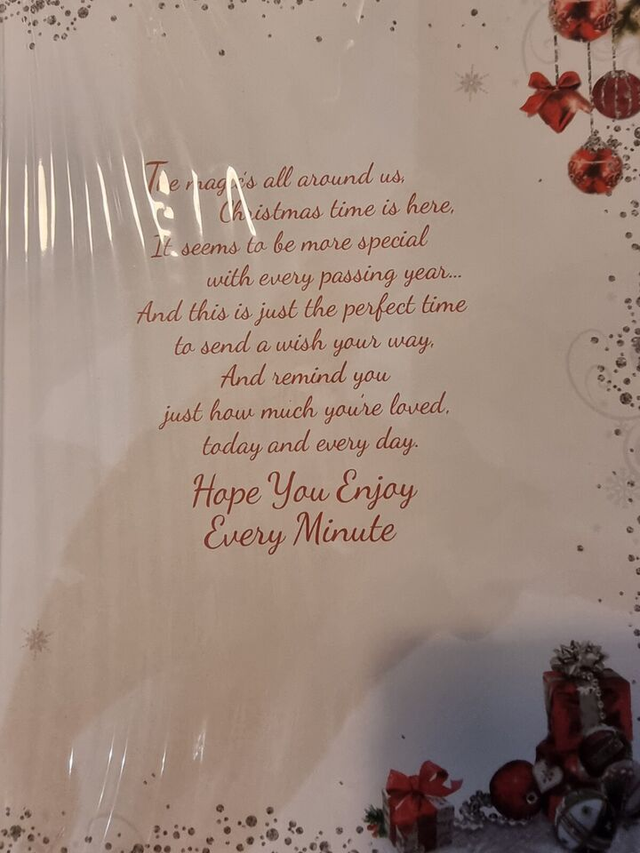 The magic's all around us,
Christmas time is here,
It seems to be more special
with every passing year...
And this is just the perfect time
to send a wish your way,
And remind you
just how much you're loved,
today and every day.
Hope You Enjoy
Every Minute